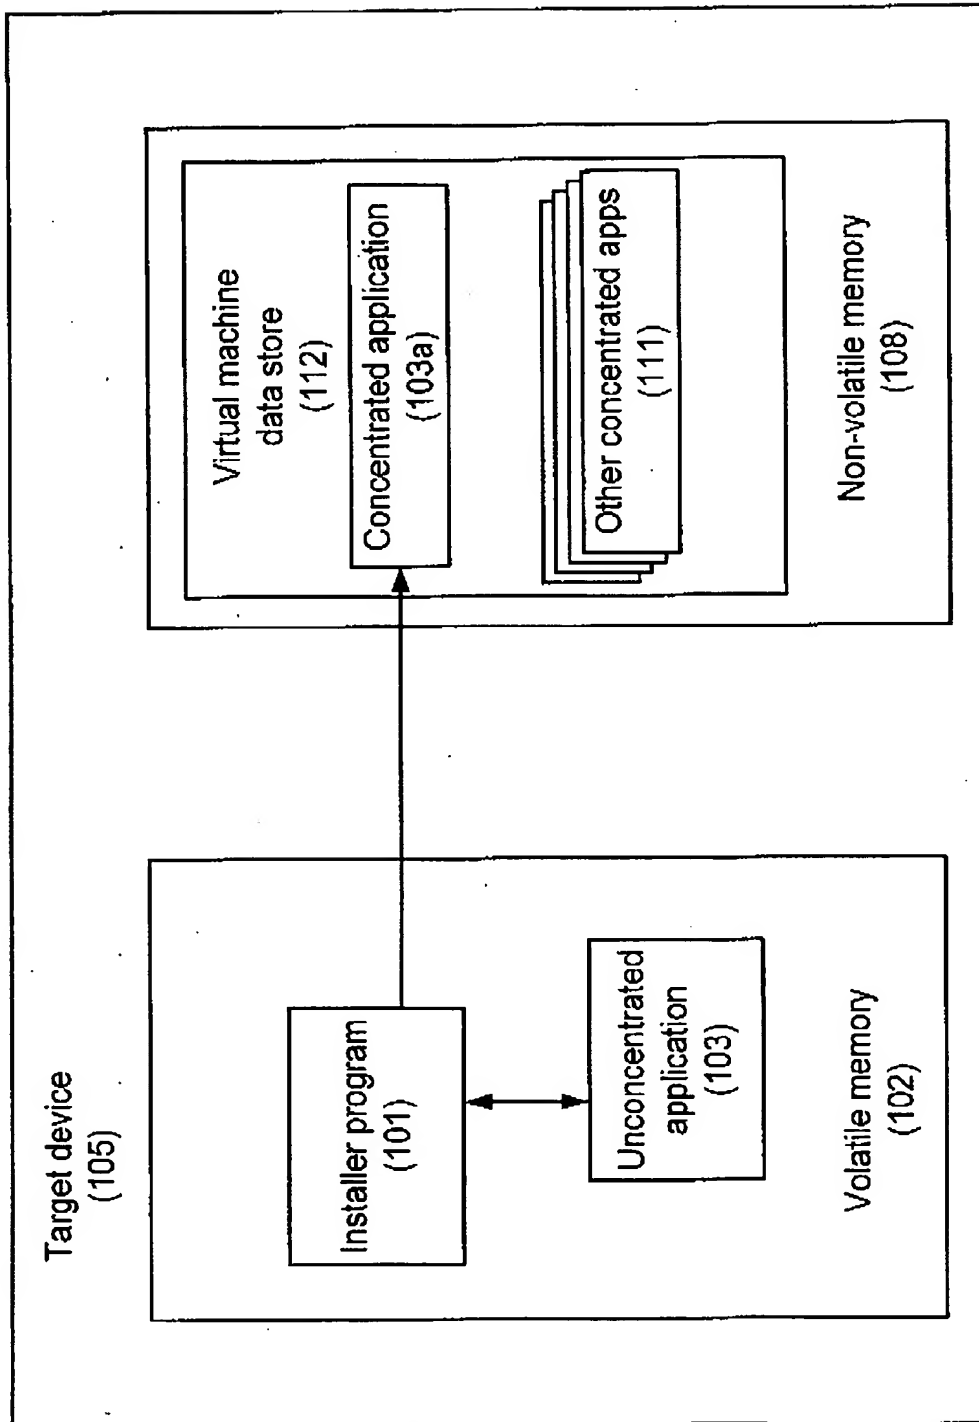 Target device
(105)
Installer program
(101)
Unconcentrated
application
(103)
Volatile memory
(102)
Virtual machine
data store
(112)
Concentrated application
(103a)
Other concentrated apps
(111)
Non-volatile memory
(108)